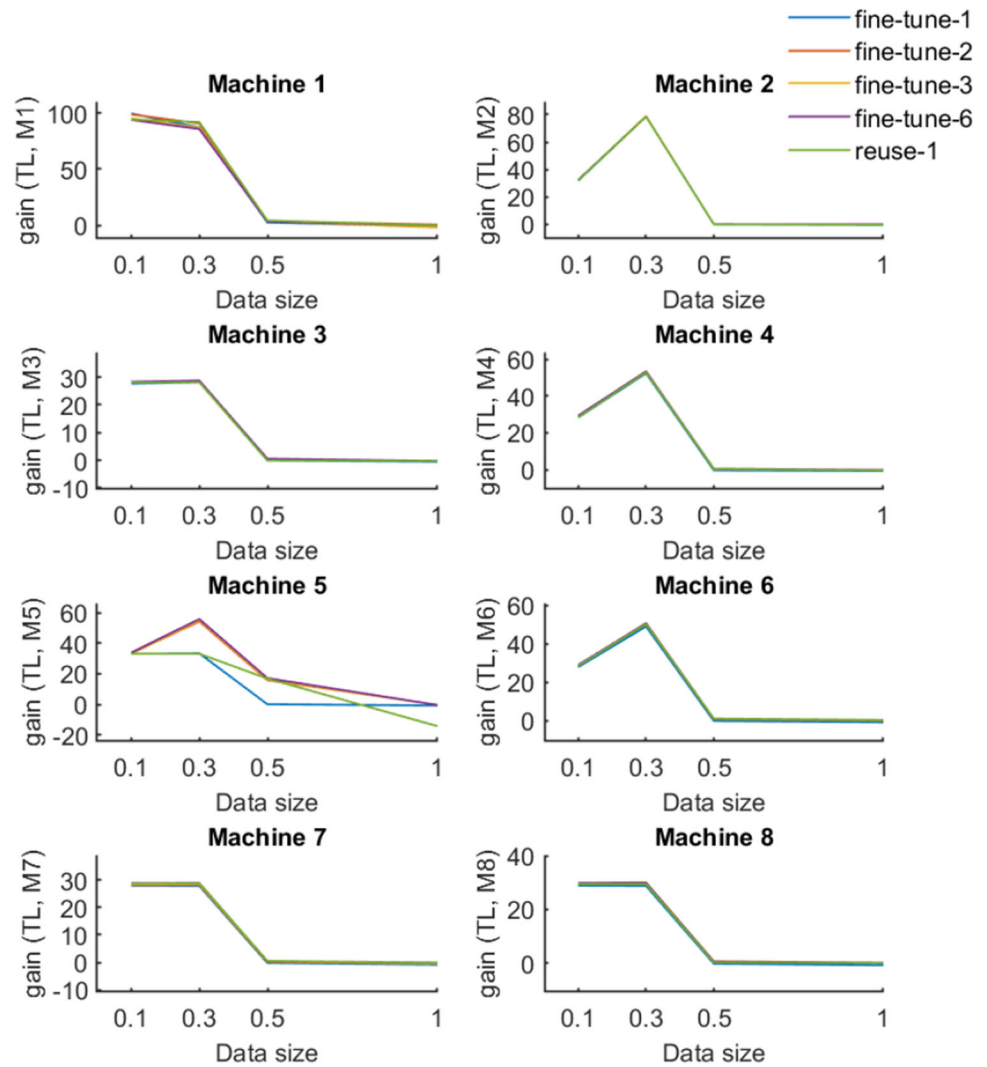 fine-tune-1
fine-tune-2
fine-tune-3
fine-tune-6
reuse-1
Machine 1
gain (TL, M1)
100
50
0
0.1 0.3 0.5 1
Data size
Machine 2
gain (TL, M2)
80
60
40
20
0
0.1 0.3 0.5 1
Data size
Machine 3
gain (TL, M3)
30
20
10
0
-10
0.1 0.3 0.5 1
Data size
Machine 4
gain (TL, M4)
60
40
20
0
0.1 0.3 0.5 1
Data size
Machine 5
gain (TL, M5)
60
40
20
0
-20
0.1 0.3 0.5 1
Data size
Machine 6
gain (TL, M6)
60
40
20
0
0.1 0.3 0.5 1
Data size
Machine 7
gain (TL, M7)
30
20
10
0
-10
0.1 0.3 0.5 1
Data size
Machine 8
gain (TL, M8)
40
20
0
0.1 0.3 0.5 1
Data size